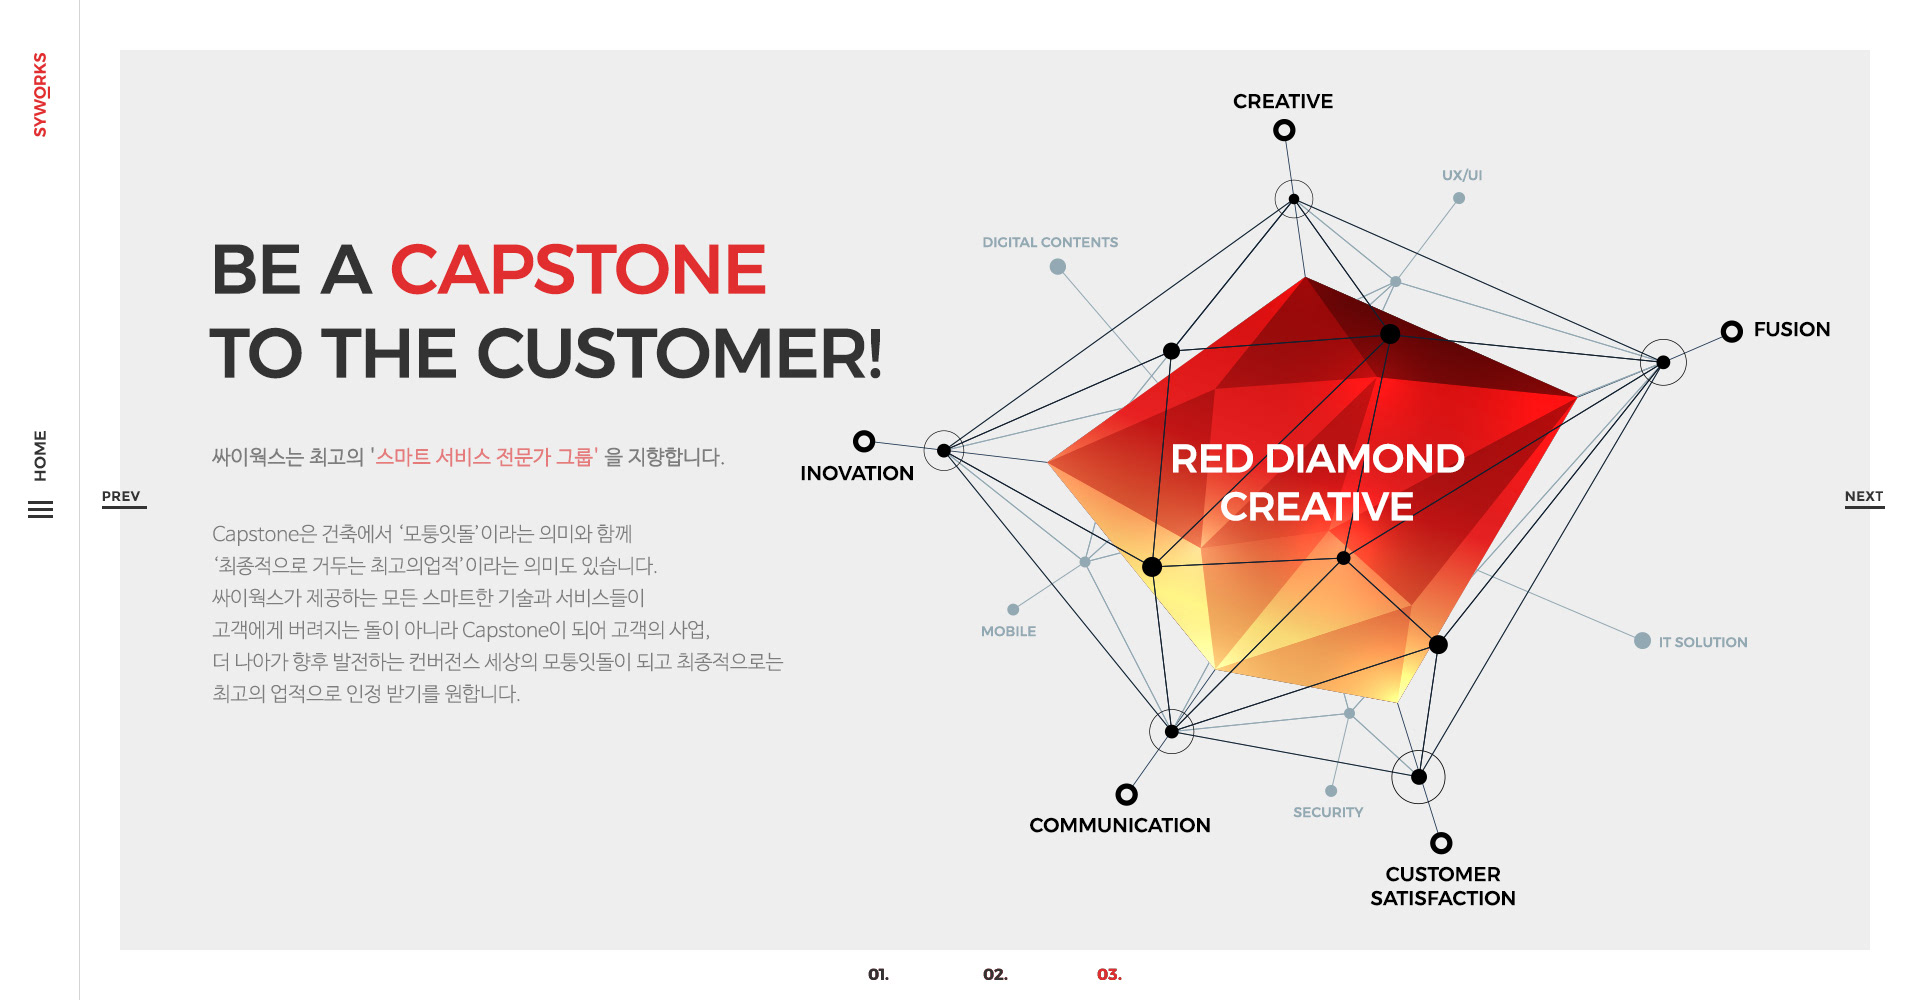 SYWORKS
HOME
PREV
BE A CAPSTONE
TO THE CUSTOMER!
싸이웍스는 최고의 '스마트 서비스 전문가 그룹' 을 지향합니다.
Capstone은 건축에서 ‘모퉁잇돌’이라는 의미와 함께
‘최종적으로 거두는 최고의업적’이라는 의미도 있습니다.
싸이웍스가 제공하는 모든 스마트한 기술과 서비스들이
고객에게 버려지는 돌이 아니라 Capstone이 되어 고객의 사업,
더 나아가 향후 발전하는 컨버전스 세상의 모퉁잇돌이 되고 최종적으로는
최고의 업적으로 인정 받기를 원합니다.
CREATIVE
UX/UI
DIGITAL CONTENTS
FUSION
INOVATION
RED DIAMOND
CREATIVE
MOBILE
IT SOLUTION
SECURITY
COMMUNICATION
CUSTOMER
SATISFACTION
NEXT
01.
02.
03.